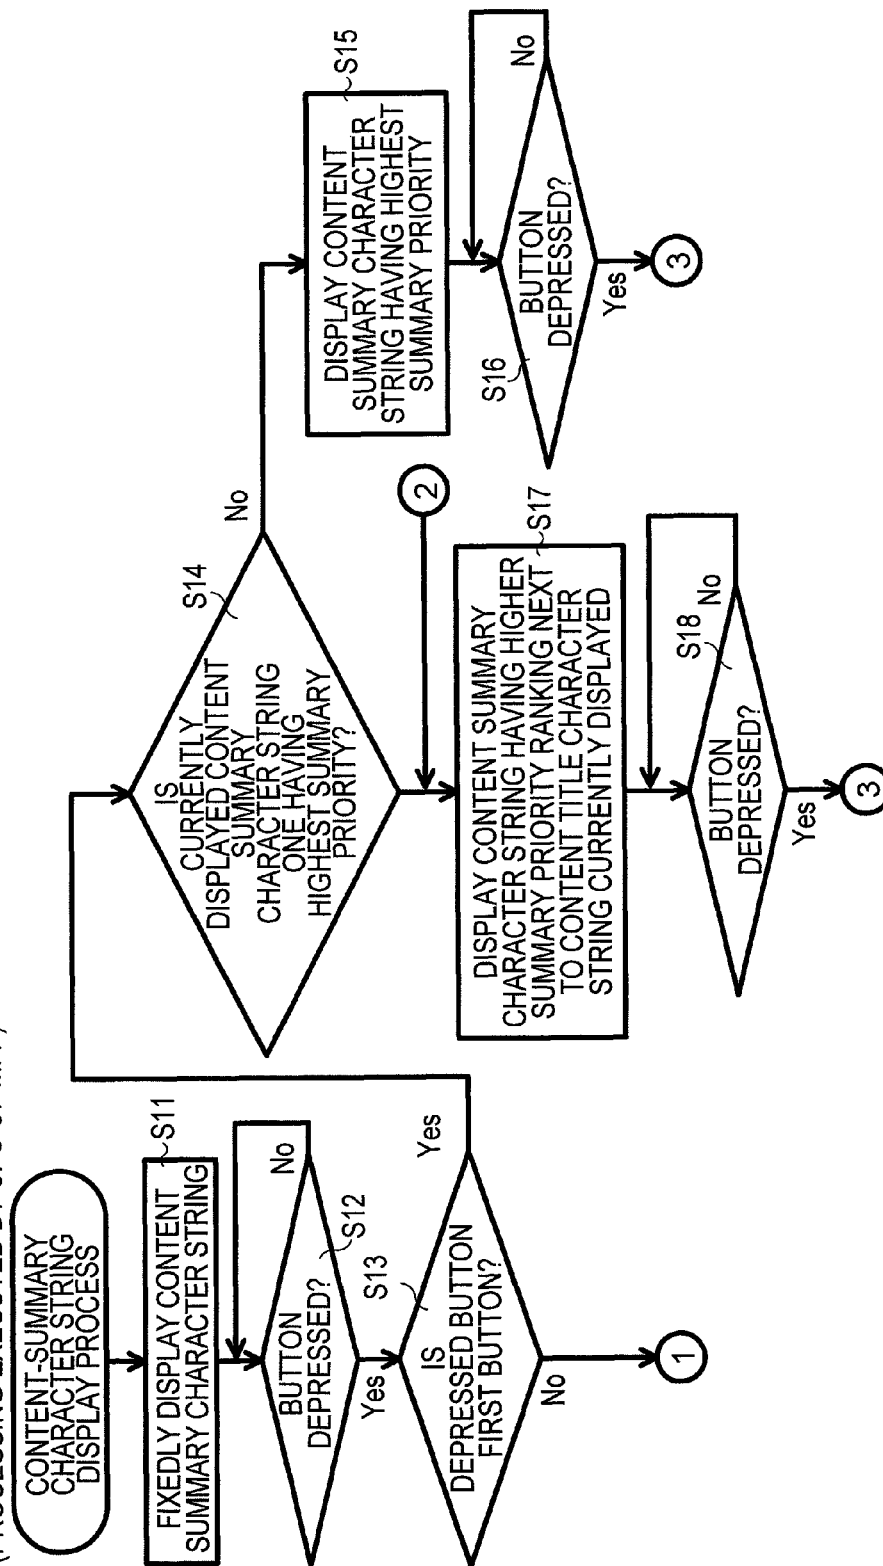 CONTENT-SUMMARY
CHARACTER STRING
DISPLAY PROCESS
FIXEDLY DISPLAY CONTENT
SUMMARY CHARACTER STRING
S11
BUTTON
DEPRESSED?
S12
No
Yes
IS
DEPRESSED BUTTON
FIRST BUTTON?
S13
Yes
No
1
IS
CURRENTLY
DISPLAYED CONTENT
SUMMARY
CHARACTER STRING
ONE HAVING
HIGHEST SUMMARY
PRIORITY?
S14
No
2
DISPLAY CONTENT SUMMARY
CHARACTER STRING HAVING HIGHER
SUMMARY PRIORITY RANKING NEXT
TO CONTENT TITLE CHARACTER
STRING CURRENTLY DISPLAYED
S17
BUTTON
DEPRESSED?
S18
No
Yes
3
DISPLAY CONTENT
SUMMARY CHARACTER
STRING HAVING HIGHEST
SUMMARY PRIORITY
S15
BUTTON
DEPRESSED?
S16
No
Yes
3